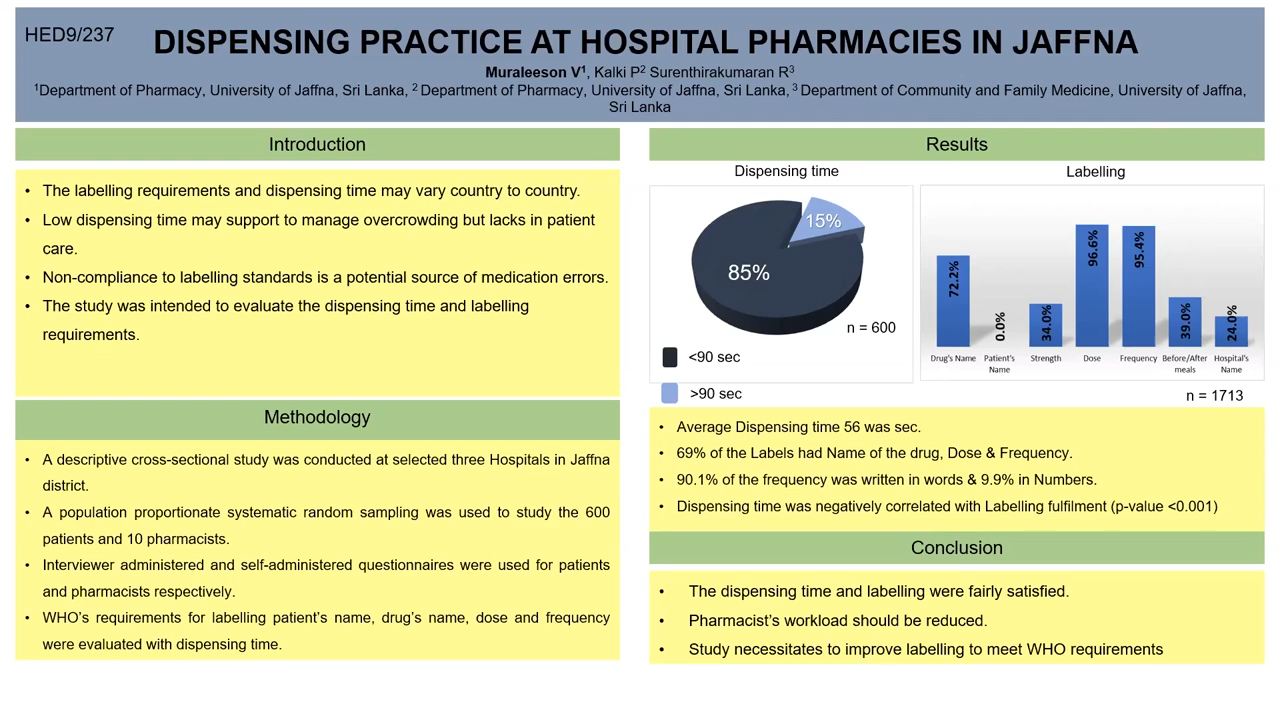 HED9/237
DISPENSING PRACTICE AT HOSPITAL PHARMACIES IN JAFFNA
Muraleeson V1, Kalki P2 Surenthirakumaran R3
1Department of Pharmacy, University of Jaffna, Sri Lanka, 2 Department of Pharmacy, University of Jaffna, Sri Lanka, 3 Department of Community and Family Medicine, University of Jaffna,
Sri Lanka
Introduction
• The labelling requirements and dispensing time may vary country to country.
• Low dispensing time may support to manage overcrowding but lacks in patient
care.
• Non-compliance to labelling standards is a potential source of medication errors.
• The study was intended to evaluate the dispensing time and labelling
requirements.
Methodology
• A descriptive cross-sectional study was conducted at selected three Hospitals in Jaffna
district.
• A population proportionate systematic random sampling was used to study the 600
patients and 10 pharmacists.
• Interviewer administered and self-administered questionnaires were used for patients
and pharmacists respectively.
• WHO's requirements for labelling patient's name, drug's name, dose and frequency
were evaluated with dispensing time.
Results
Dispensing time
15%
85%
n = 600
<90 sec
>90 sec
Labelling
72.2%
0.0%
34.0%
96.6%
95.4%
39.0%
24.0%
Drug's Name
Patient's
Name
Strength
Dose
Frequency
Before/After
meals
Hospital's
Name
n = 1713
• Average Dispensing time 56 was sec.
• 69% of the Labels had Name of the drug, Dose & Frequency.
• 90.1% of the frequency was written in words & 9.9% in Numbers.
• Dispensing time was negatively correlated with Labelling fulfilment (p-value <0.001)
Conclusion
• The dispensing time and labelling were fairly satisfied.
• Pharmacist's workload should be reduced.
• Study necessitates to improve labelling to meet WHO requirements